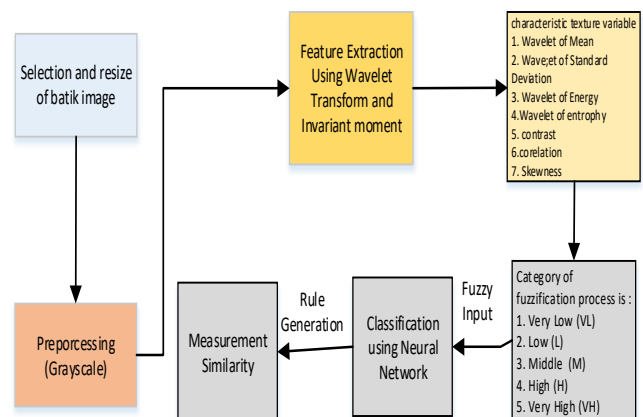 Selection and resize
of batik image
Feature Extraction
Using Wavelet
Transform and
Invariant moment
characteristic texture variable
1. Wavelet of Mean
2. Wave;et of Standard
Deviation
3. Wavelet of Energy
4.Wavelet of entrophy
5. contrast
6.corelation
7. Skewness
Preporcessing
(Grayscale)
Measurement
Similarity
Rule
Generation
Classification
using Neural
Network
Fuzzy
Input
Category of
fuzzification process is :
1. Very Low (VL)
2. Low (L)
3. Middle (M)
4. High (H)
5. Very High (VH)